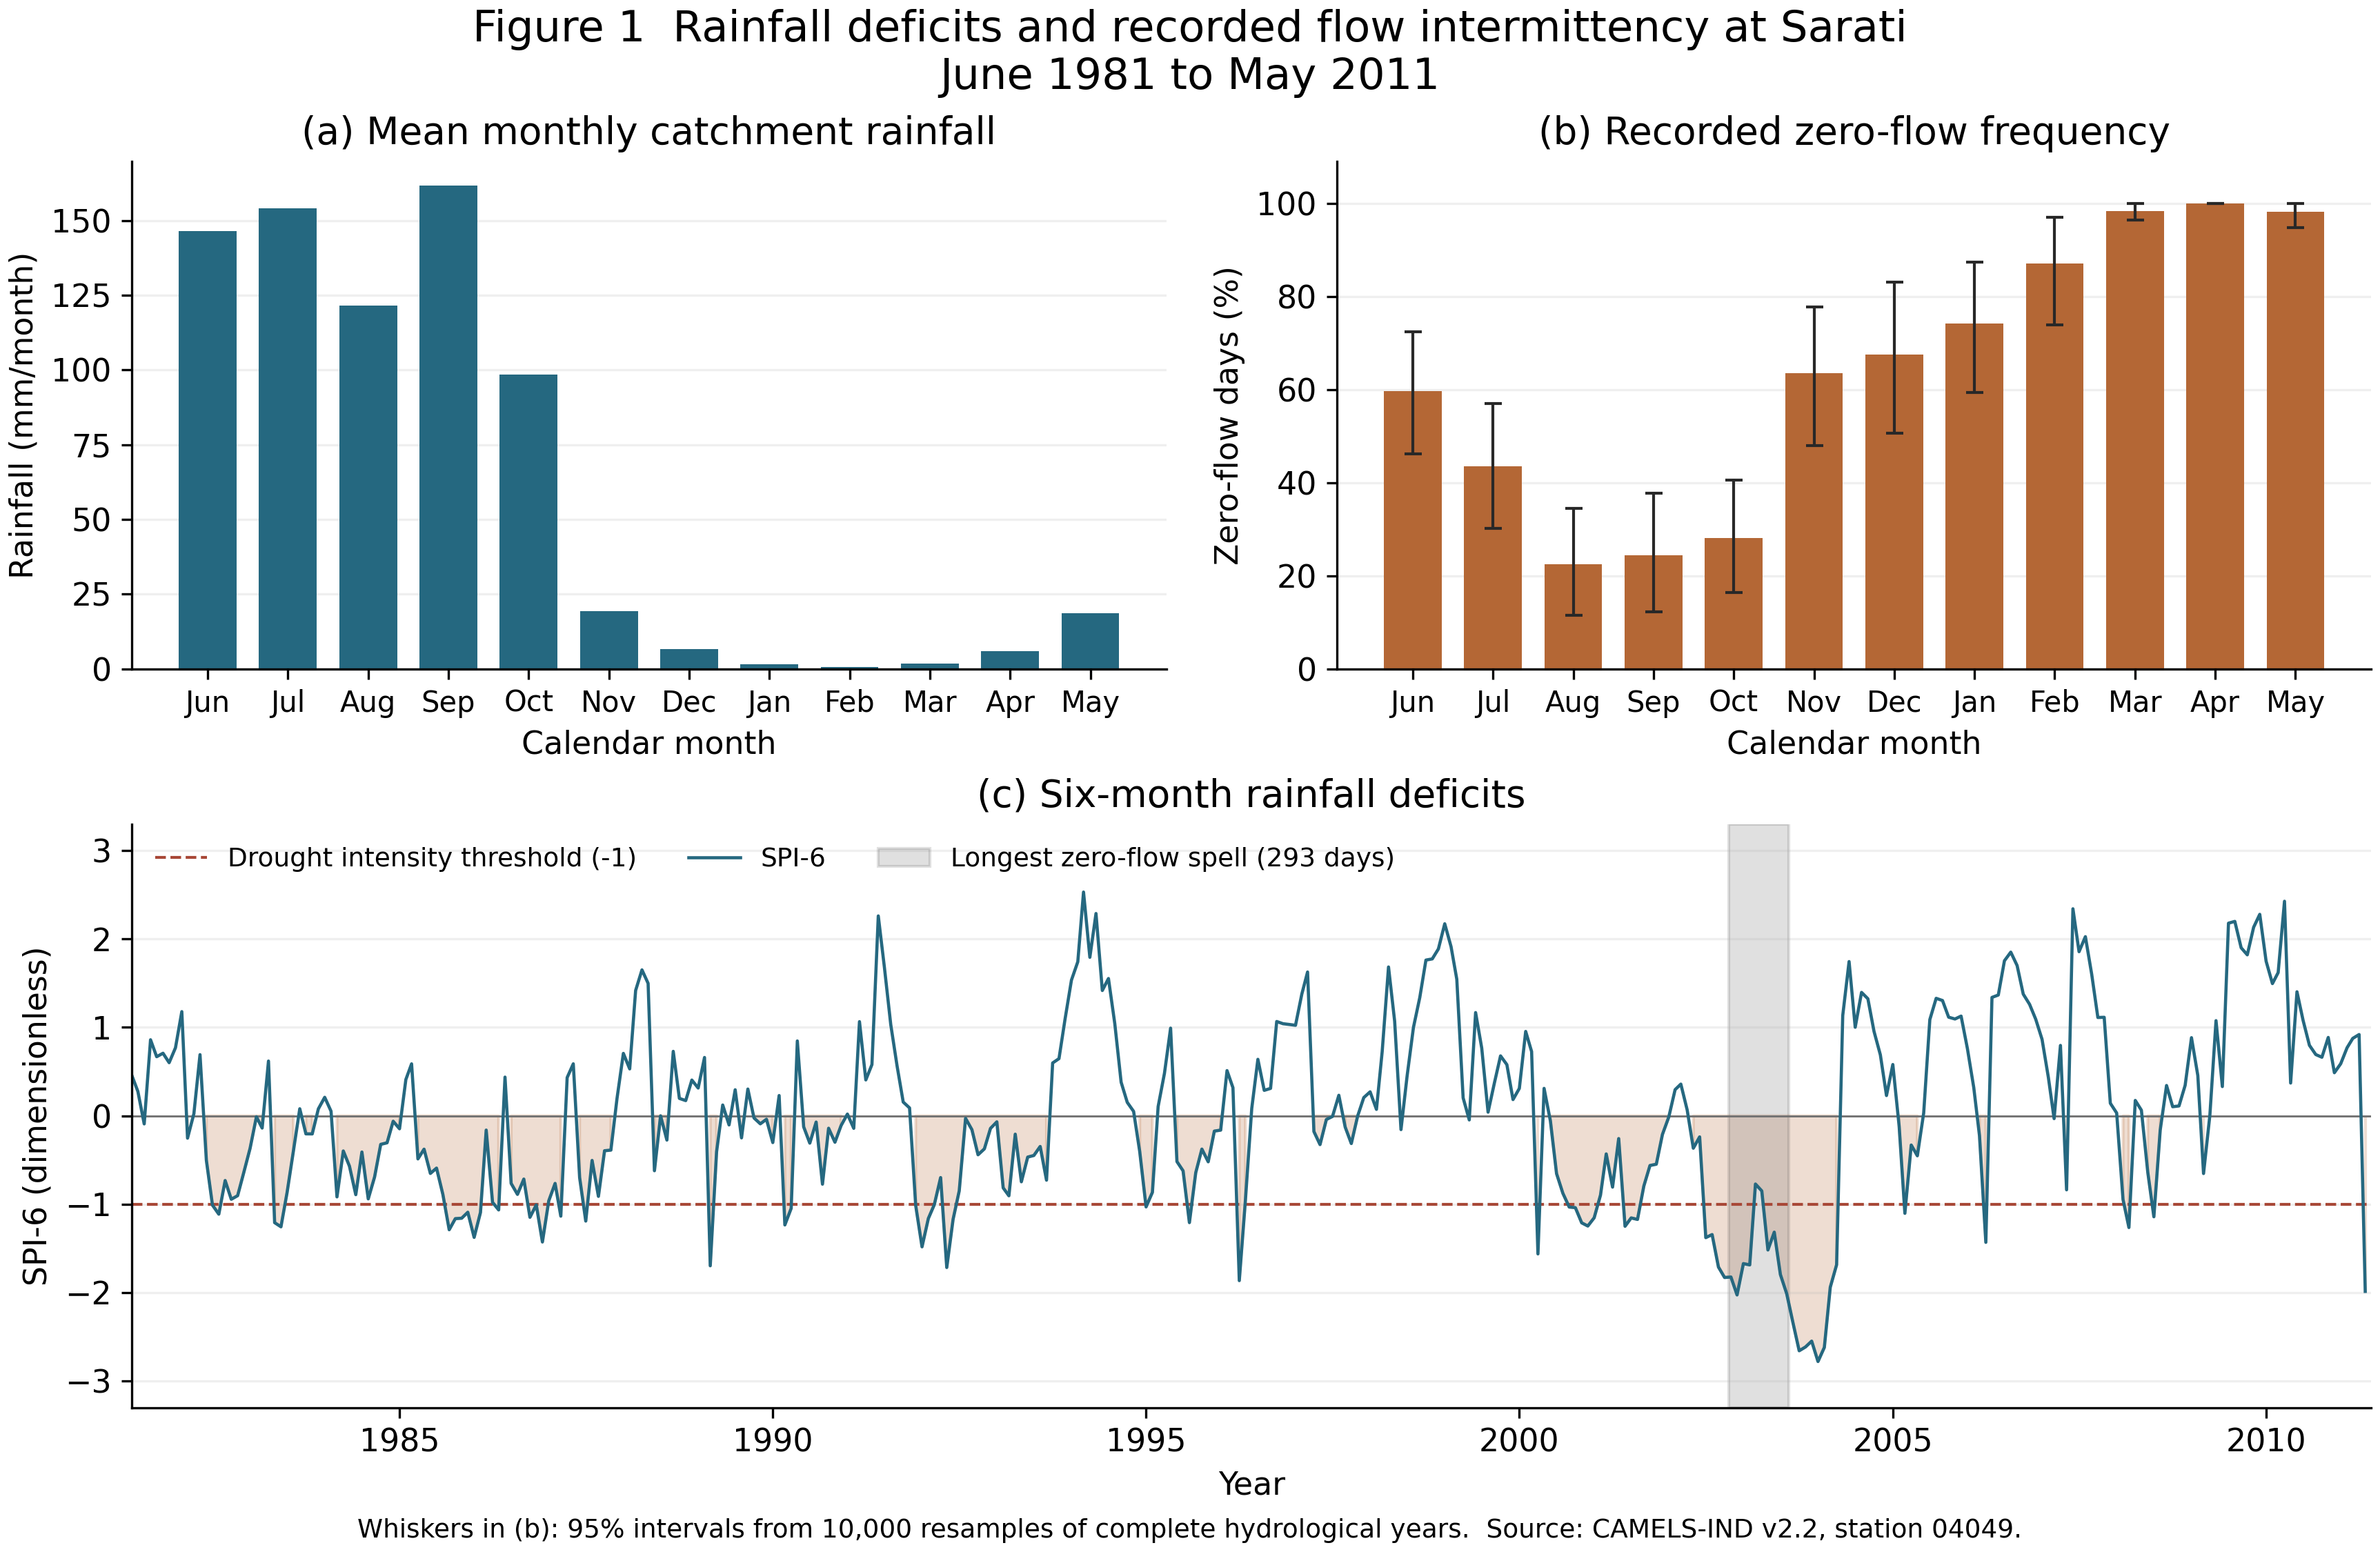 Figure 1  Rainfall deficits and recorded flow intermittency at Sarati
June 1981 to May 2011
(a) Mean monthly catchment rainfall
Rainfall (mm/month)
150
125
100
75
50
25
0
Jun Jul Aug Sep Oct Nov Dec Jan Feb Mar Apr May
Calendar month
(b) Recorded zero-flow frequency
Zero-flow days (%)
100
80
60
40
20
0
Jun Jul Aug Sep Oct Nov Dec Jan Feb Mar Apr May
Calendar month
(c) Six-month rainfall deficits
Drought intensity threshold (-1) SPI-6 Longest zero-flow spell (293 days)
SPI-6 (dimensionless)
3
2
1
0
−1
−2
−3
1985 1990 1995 2000 2005 2010
Year
Whiskers in (b): 95% intervals from 10,000 resamples of complete hydrological years.  Source: CAMELS-IND v2.2, station 04049.